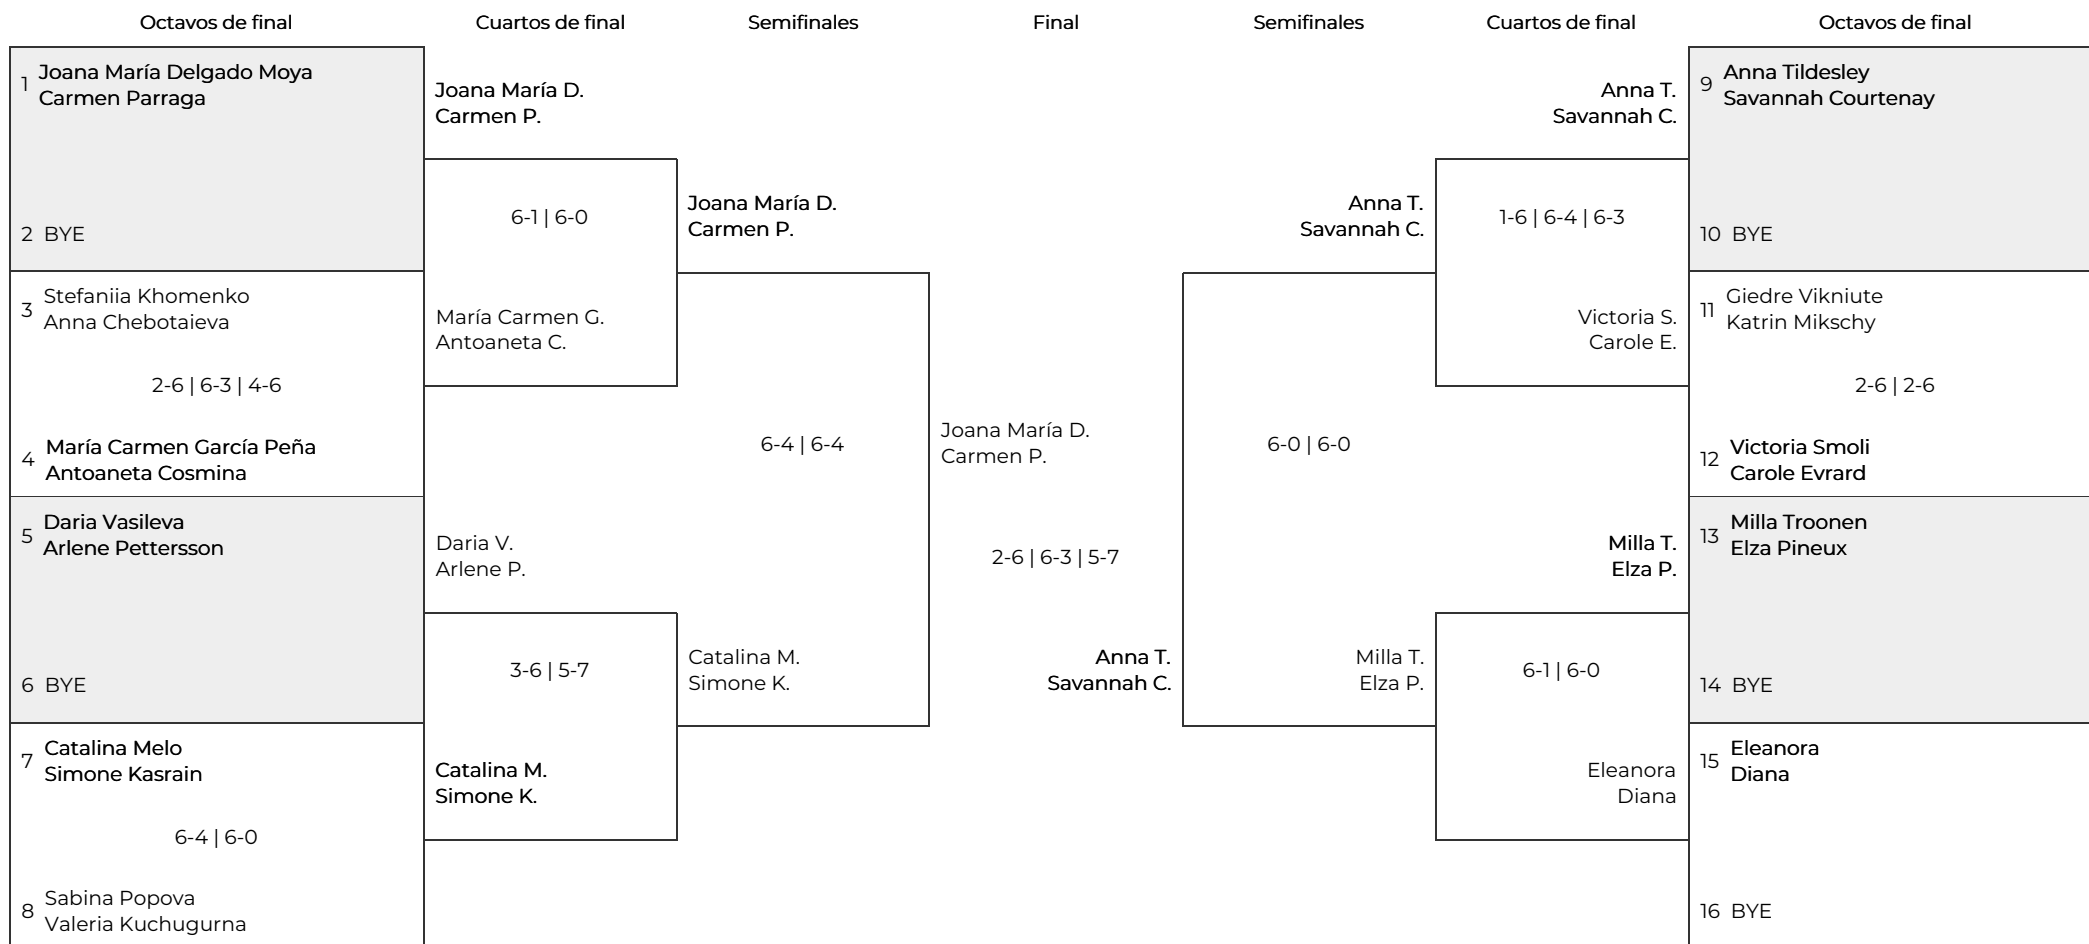 Octavos de final
Cuartos de final
Semifinales
Final
Semifinales
Cuartos de final
Octavos de final
1
Joana María Delgado Moya
Carmen Parraga
2 BYE
3
Stefaniia Khomenko
Anna Chebotaieva
2-6 | 6-3 | 4-6
4
María Carmen García Peña
Antoaneta Cosmina
5
Daria Vasileva
Arlene Pettersson
6 BYE
7
Catalina Melo
Simone Kasrain
6-4 | 6-0
8
Sabina Popova
Valeria Kuchugurna
Joana María D.
Carmen P.
6-1 | 6-0
María Carmen G.
Antoaneta C.
Daria V.
Arlene P.
3-6 | 5-7
Catalina M.
Simone K.
Joana María D.
Carmen P.
6-4 | 6-4
Catalina M.
Simone K.
Joana María D.
Carmen P.
2-6 | 6-3 | 5-7
Anna T.
Savannah C.
Anna T.
Savannah C.
6-0 | 6-0
Milla T.
Elza P.
Anna T.
Savannah C.
1-6 | 6-4 | 6-3
Victoria S.
Carole E.
Milla T.
Elza P.
6-1 | 6-0
Eleanora
Diana
9
Anna Tildesley
Savannah Courtenay
10 BYE
11
Giedre Vikniute
Katrin Mikschy
2-6 | 2-6
12
Victoria Smoli
Carole Evrard
13
Milla Troonen
Elza Pineux
14 BYE
15
Eleanora
Diana
16 BYE